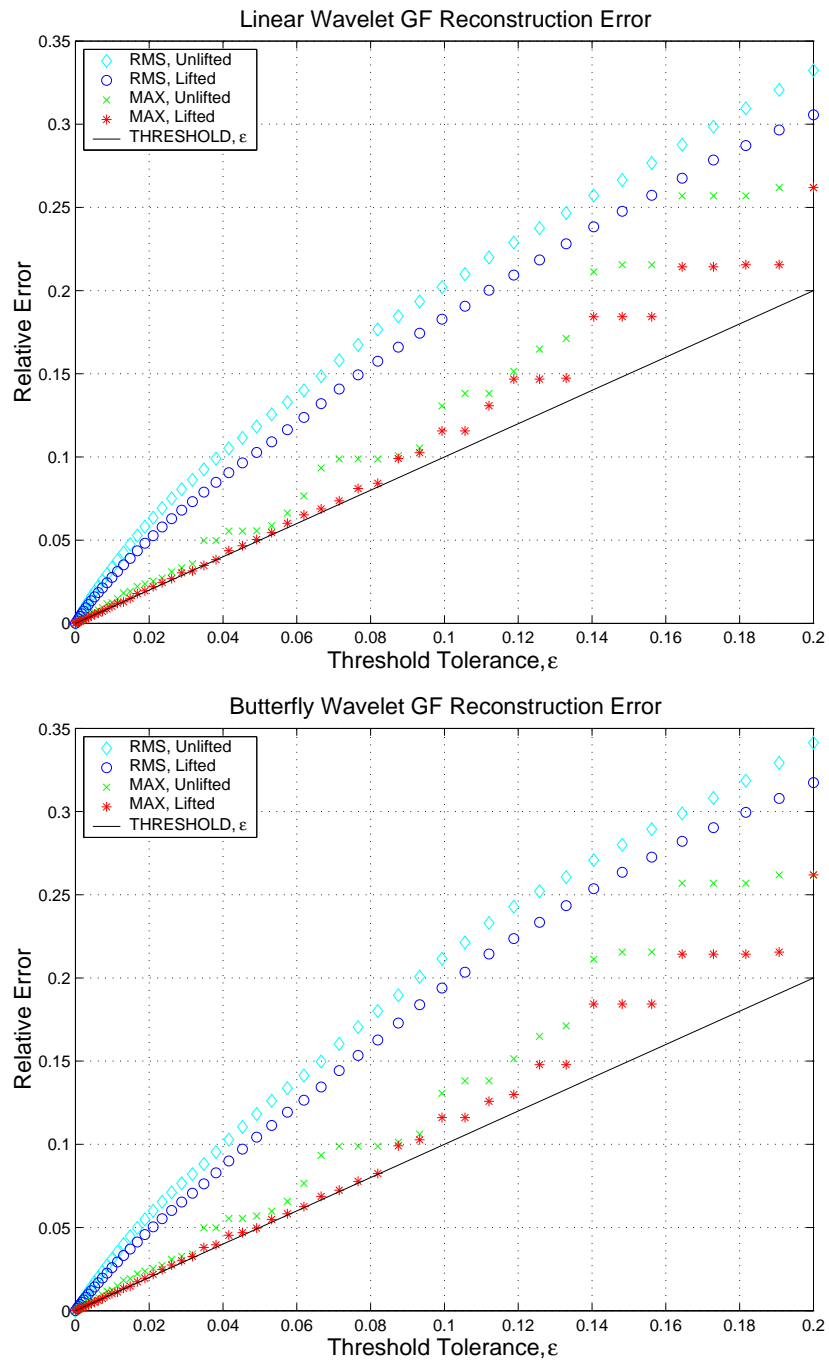 Linear Wavelet GF Reconstruction Error
0.35
0.3
0.25
0.2
0.15
0.1
0.05
0
Relative Error
RMS, Unlifted
RMS, Lifted
MAX, Unlifted
MAX, Lifted
THRESHOLD, ε
0 0.02 0.04 0.06 0.08 0.1 0.12 0.14 0.16 0.18 0.2
Threshold Tolerance, ε
Butterfly Wavelet GF Reconstruction Error
0.35
0.3
0.25
0.2
0.15
0.1
0.05
0
Relative Error
RMS, Unlifted
RMS, Lifted
MAX, Unlifted
MAX, Lifted
THRESHOLD, ε
0 0.02 0.04 0.06 0.08 0.1 0.12 0.14 0.16 0.18 0.2
Threshold Tolerance, ε